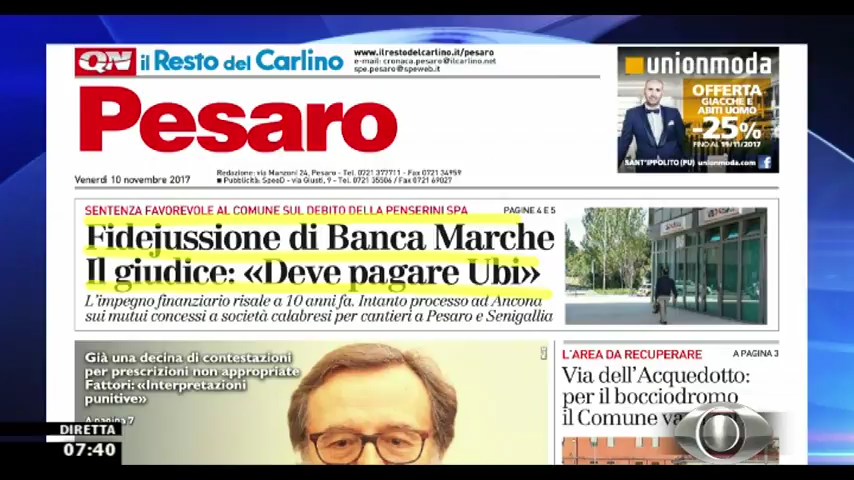 QN il Resto del Carlino
www.ilrestodelcarlino.it/pesaro
e-mail: cronaca.pesaro@ilcarlino.net
spe.pesaro@speweb.it
Pesaro
Venerdì 10 novembre 2017
Redazione: via Manzoni 24, Pesaro - Tel. 0721 377711 - Fax 0721 34959
■ Pubblicità: SpeeD - via Giusti, 9 - Tel. 0721 35506 / Fax 0721 69027
unionmoda
OFFERTA
GIACCHE E
ABITI UOMO
-25%
FINO AL 19/11/2017
SANT'IPPOLITO (PU) unionmoda.com
SENTENZA FAVOREVOLE AL COMUNE SUL DEBITO DELLA PENSERINI SPA
PAGINE 4 E 5
Fidejussione di Banca Marche
Il giudice: «Deve pagare Ubi»
L'impegno finanziario risale a 10 anni fa. Intanto processo ad Ancona
sui mutui concessi a società calabresi per cantieri a Pesaro e Senigallia
Già una decina di contestazioni
per prescrizioni non appropriate
Fattori: «Interpretazioni
punitive»
A pagina 7
L'AREA DA RECUPERARE
A PAGINA 3
Via dell'Acquedotto:
per il bocciodromo
il Comune
DIRETTA
07:40